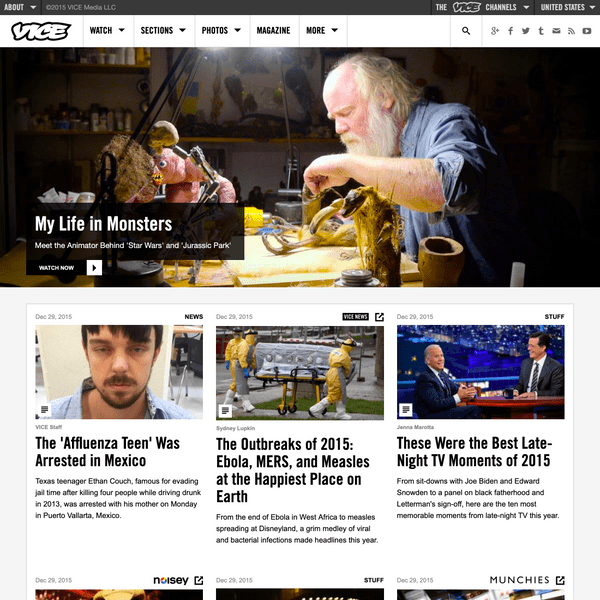 ABOUT ©2015 VICE Media LLC THE VICE CHANNELS UNITED STATES
VICE WATCH SECTIONS PHOTOS MAGAZINE MORE
My Life in Monsters
Meet the Animator Behind 'Star Wars' and 'Jurassic Park'
WATCH NOW
Dec 29, 2015 NEWS
VICE Staff
The 'Affluenza Teen' Was
Arrested in Mexico
Texas teenager Ethan Couch, famous for evading
jail time after killing four people while driving drunk
in 2013, was arrested with his mother on Monday
in Puerto Vallarta, Mexico.
Dec 29, 2015 VICE NEWS
Sydney Lupkin
The Outbreaks of 2015:
Ebola, MERS, and Measles
at the Happiest Place on
Earth
From the end of Ebola in West Africa to measles
spreading at Disneyland, a grim medley of viral
and bacterial infections made headlines this year.
Dec 29, 2015 STUFF
Jenna Marotta
These Were the Best Late-
Night TV Moments of 2015
From sit-downs with Joe Biden and Edward
Snowden to a panel on black fatherhood and
Letterman's sign-off, here are the ten most
memorable moments from late-night TV this year.
Dec 29, 2015 noisey
Dec 29, 2015 STUFF
Dec 29, 2015 MUNCHIES